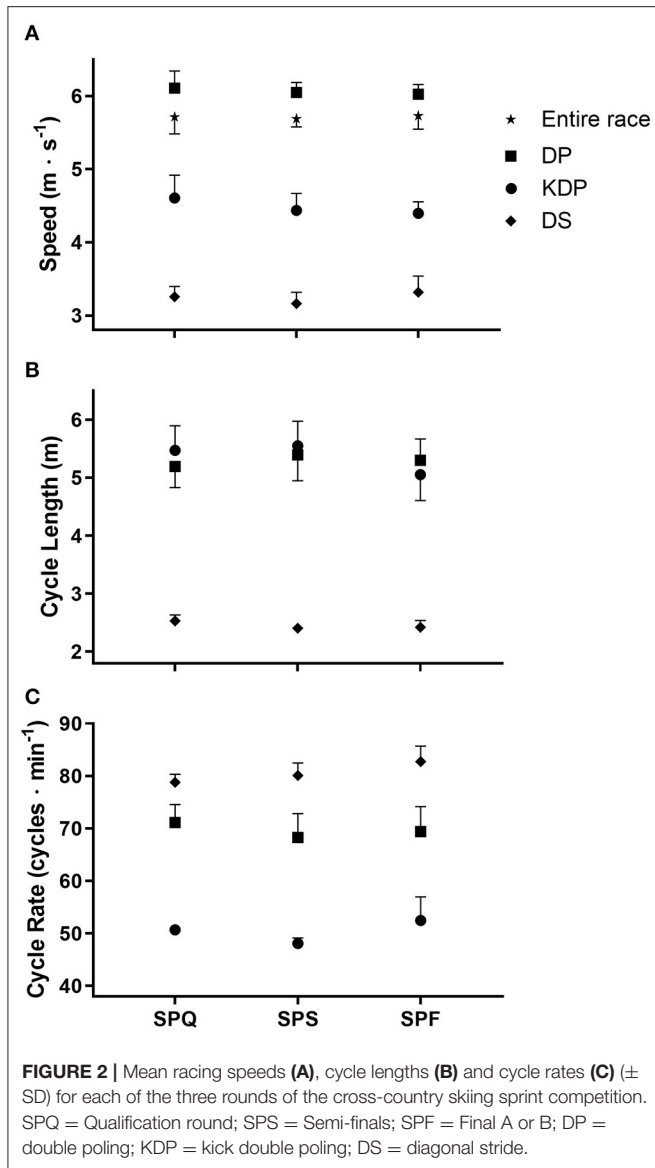 A
Speed (m · s⁻¹)
6
5
4
3
Entire race
DP
KDP
DS
B
Cycle Length (m)
6
5
4
3
2
C
Cycle Rate (cycles · min⁻¹)
90
80
70
60
50
40
SPQ SPS SPF
FIGURE 2 | Mean racing speeds (A), cycle lengths (B) and cycle rates (C) (±
SD) for each of the three rounds of the cross-country skiing sprint competition.
SPQ = Qualification round; SPS = Semi-finals; SPF = Final A or B; DP =
double poling; KDP = kick double poling; DS = diagonal stride.